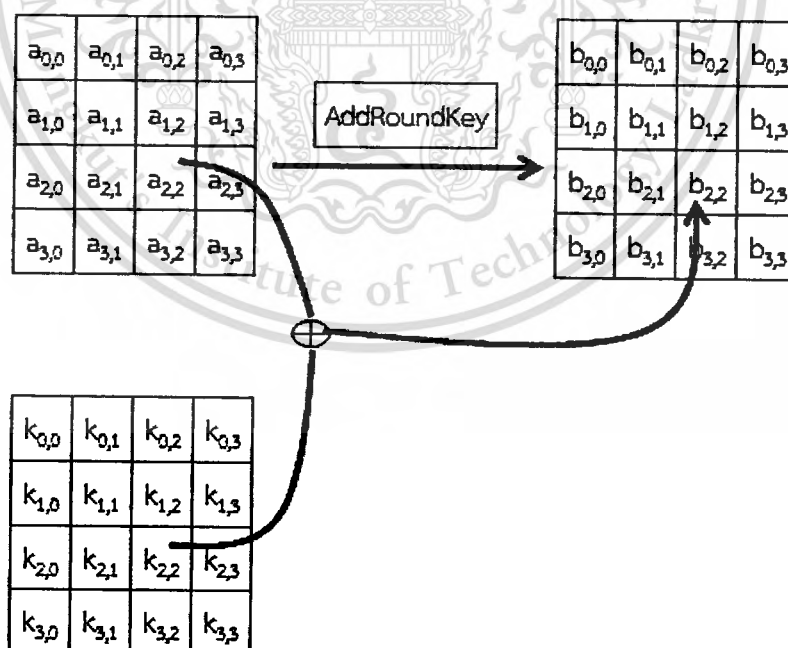 a0,0 a0,1 a0,2 a0,3
a1,0 a1,1 a1,2 a1,3
a2,0 a2,1 a2,2 a2,3
a3,0 a3,1 a3,2 a3,3
AddRoundKey
b0,0 b0,1 b0,2 b0,3
b1,0 b1,1 b1,2 b1,3
b2,0 b2,1 b2,2 b2,3
b3,0 b3,1 b3,2 b3,3
k0,0 k0,1 k0,2 k0,3
k1,0 k1,1 k1,2 k1,3
k2,0 k2,1 k2,2 k2,3
k3,0 k3,1 k3,2 k3,3
Institute of Technology